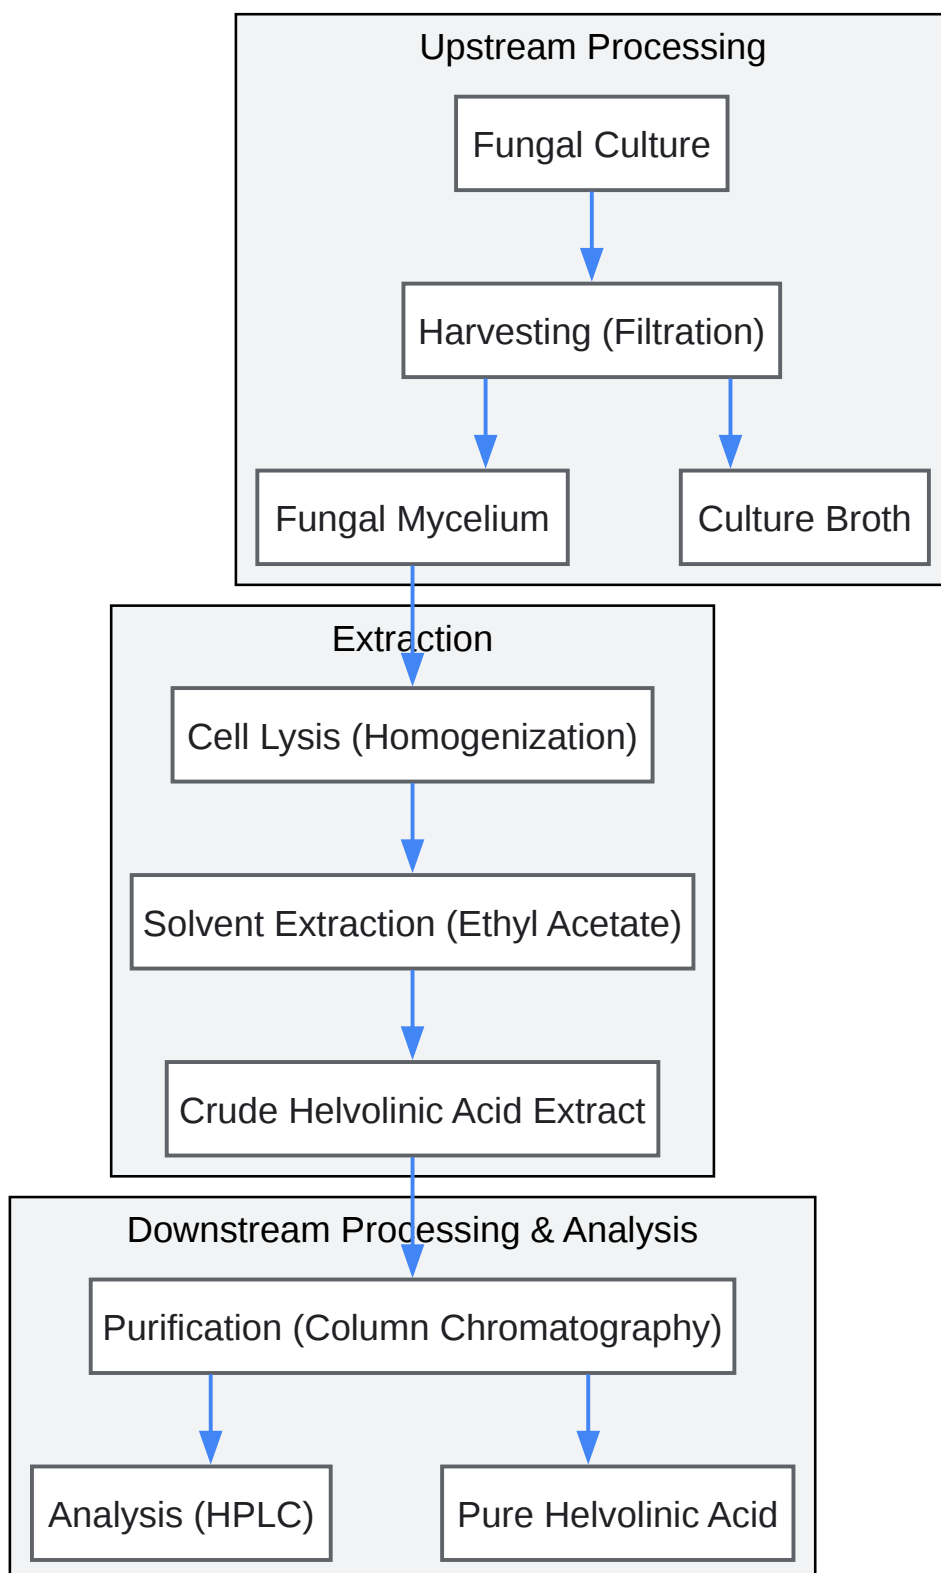 Upstream Processing
Fungal Culture
Harvesting (Filtration)
Fungal Mycelium
Culture Broth
Extraction
Cell Lysis (Homogenization)
Solvent Extraction (Ethyl Acetate)
Crude Helvolinic Acid Extract
Downstream Processing & Analysis
Purification (Column Chromatography)
Analysis (HPLC)
Pure Helvolinic Acid